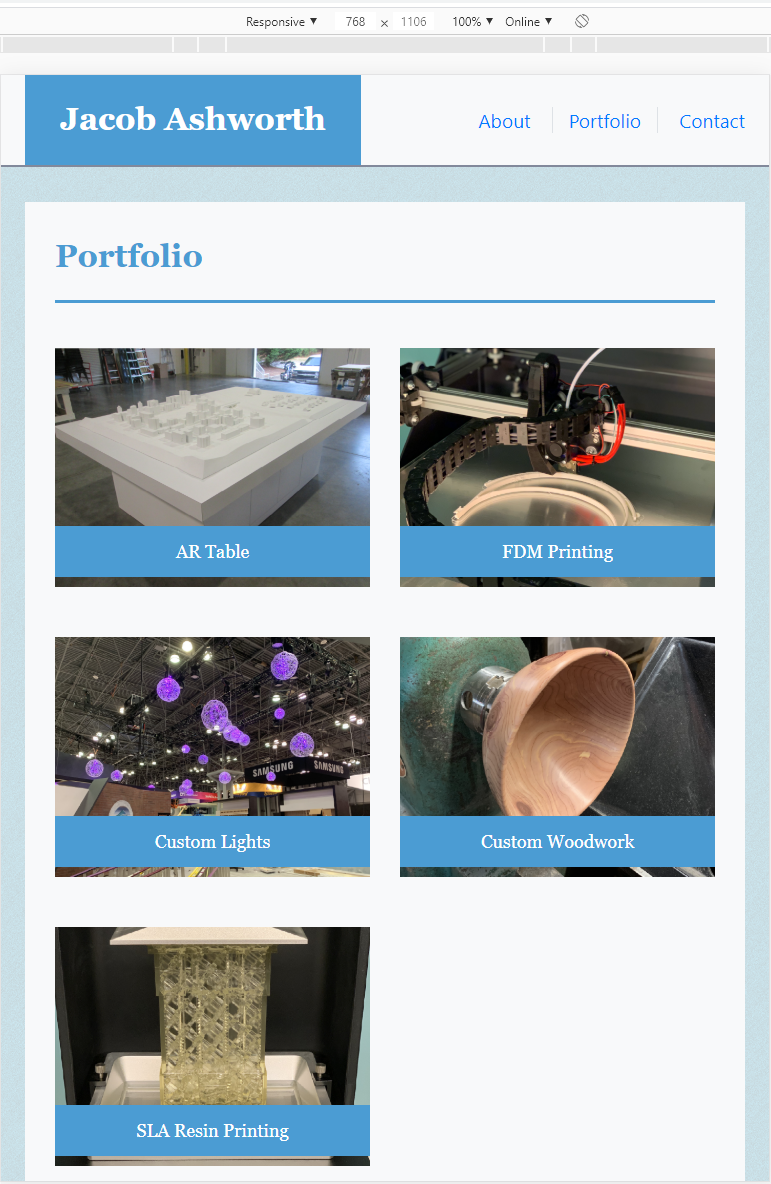 Responsive ▼ 768 × 1106 100% ▼ Online ▼
Jacob Ashworth
About Portfolio Contact
Portfolio
AR Table
FDM Printing
SAMSUNG SAMSUNG
Custom Lights
Custom Woodwork
SLA Resin Printing